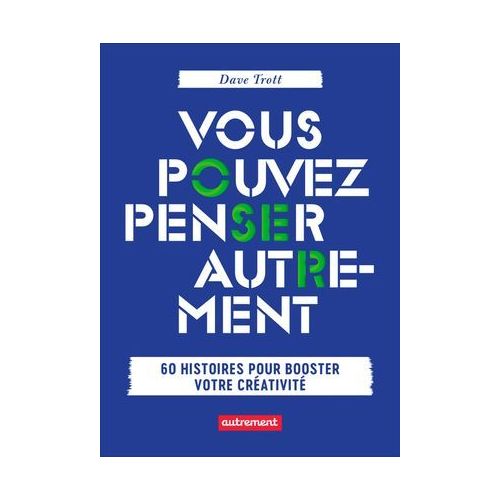 Dave Trott
VOUS
POUVEZ
PENSER
AUTRE-
MENT
60 HISTOIRES POUR BOOSTER
VOTRE CRÉATIVITÉ
autrement